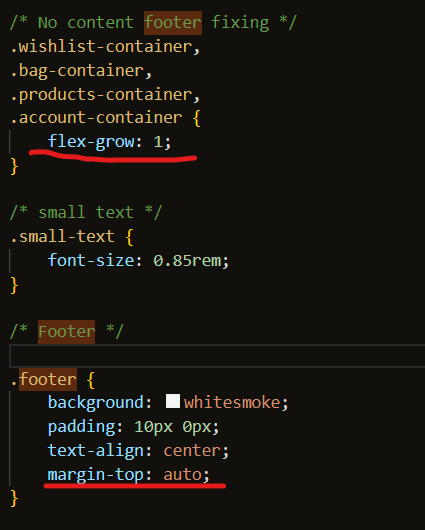 /* No content footer fixing */
.wishlist-container,
.bag-container,
.products-container,
.account-container {
flex-grow: 1;
}
/* small text */
.small-text {
font-size: 0.85rem;
}
/* Footer */
.footer {
background: whitesmoke;
padding: 10px 0px;
text-align: center;
margin-top: auto;
}